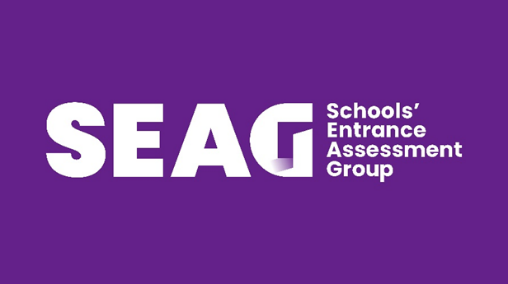 SEAG
Schools’
Entrance
Assessment
Group